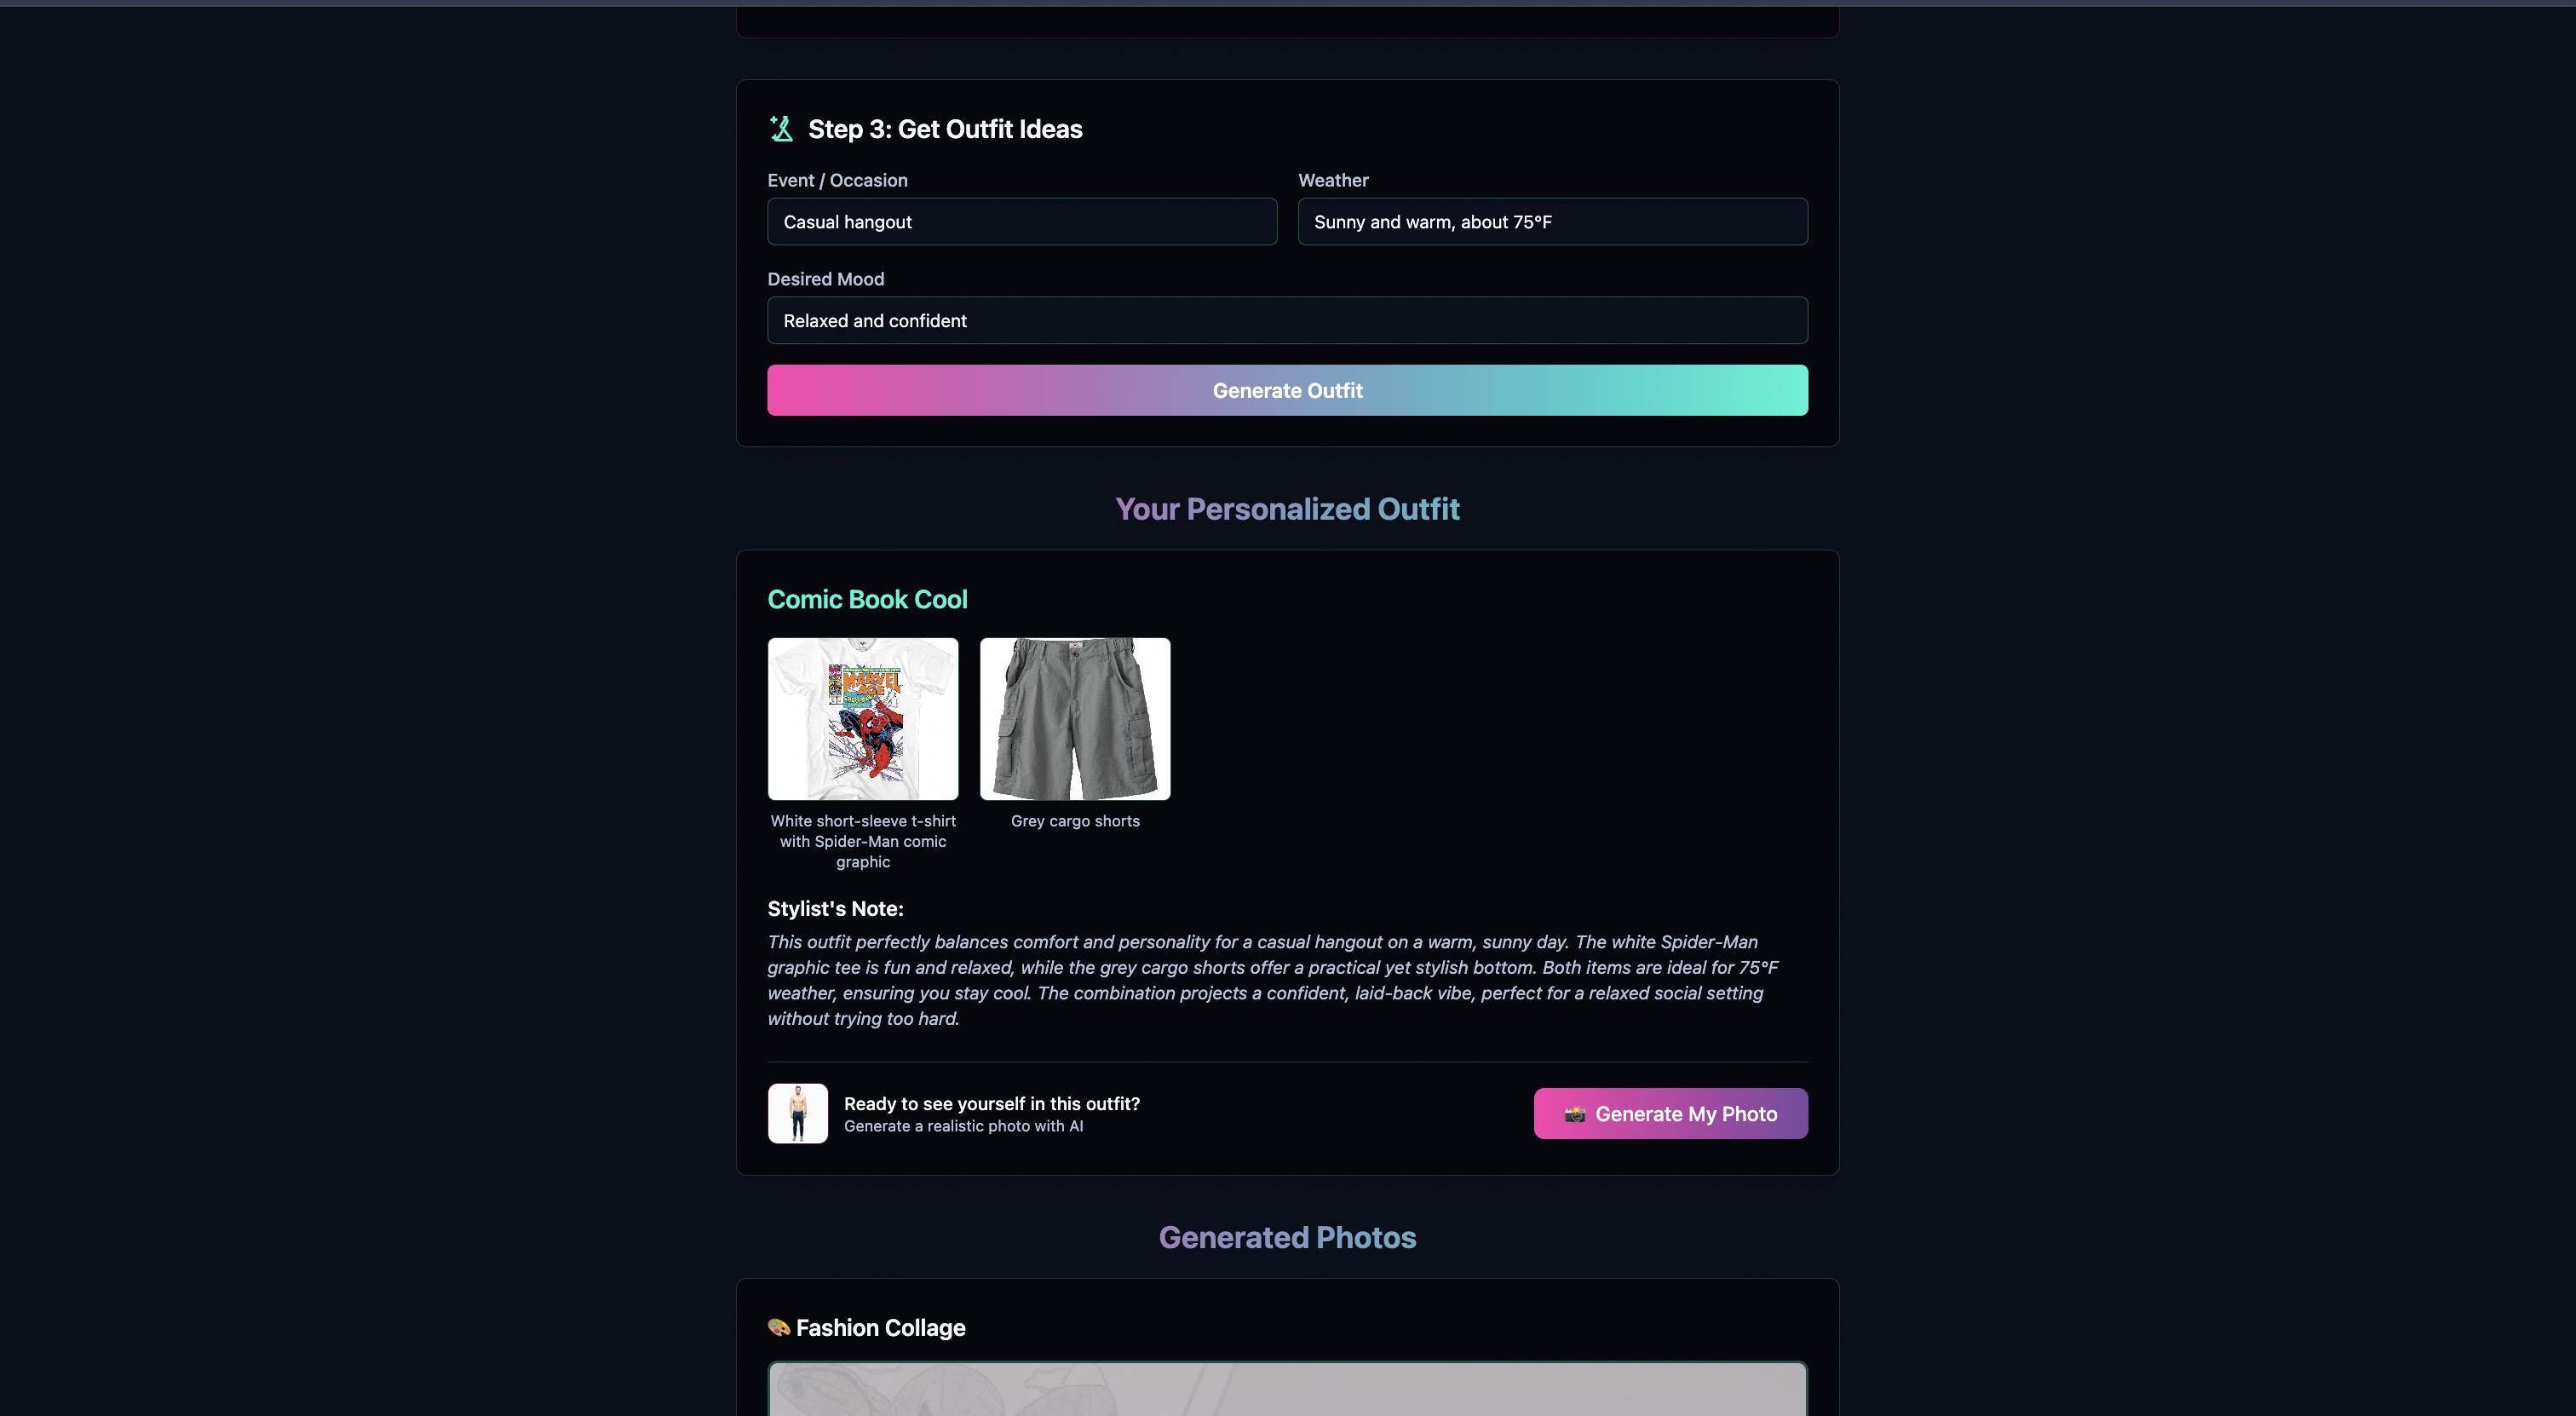 Step 3: Get Outfit Ideas
Event / Occasion
Weather
Casual hangout
Sunny and warm, about 75°F
Desired Mood
Relaxed and confident
Generate Outfit
Your Personalized Outfit
Comic Book Cool
MARVEL
AGE
White short-sleeve t-shirt
with Spider-Man comic
graphic
Grey cargo shorts
Stylist's Note:
This outfit perfectly balances comfort and personality for a casual hangout on a warm, sunny day. The white Spider-Man
graphic tee is fun and relaxed, while the grey cargo shorts offer a practical yet stylish bottom. Both items are ideal for 75°F
weather, ensuring you stay cool. The combination projects a confident, laid-back vibe, perfect for a relaxed social setting
without trying too hard.
Ready to see yourself in this outfit?
Generate a realistic photo with AI
Generate My Photo
Generated Photos
Fashion Collage